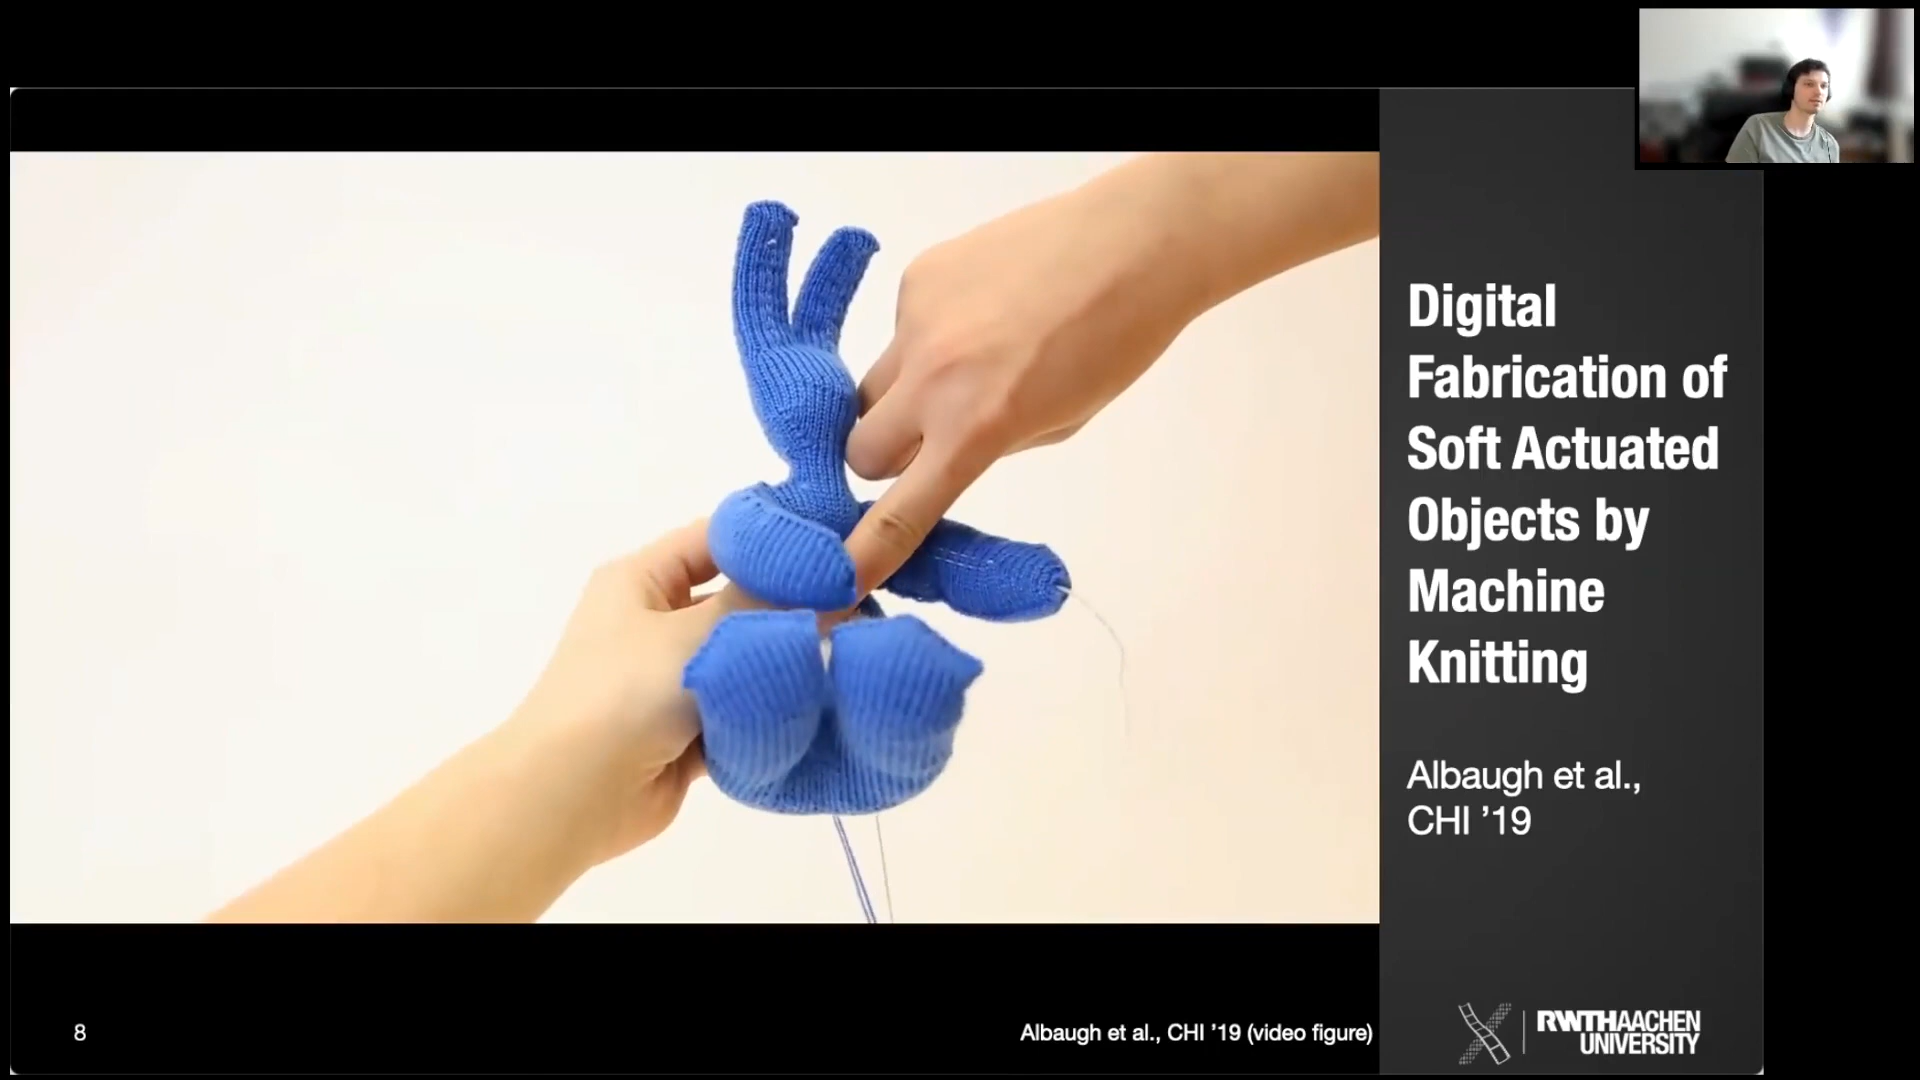 Digital
Fabrication of
Soft Actuated
Objects by
Machine
Knitting
Albaugh et al.,
CHI ’19
8
Albaugh et al., CHI ’19 (video figure)
RWTHAACHEN
UNIVERSITY